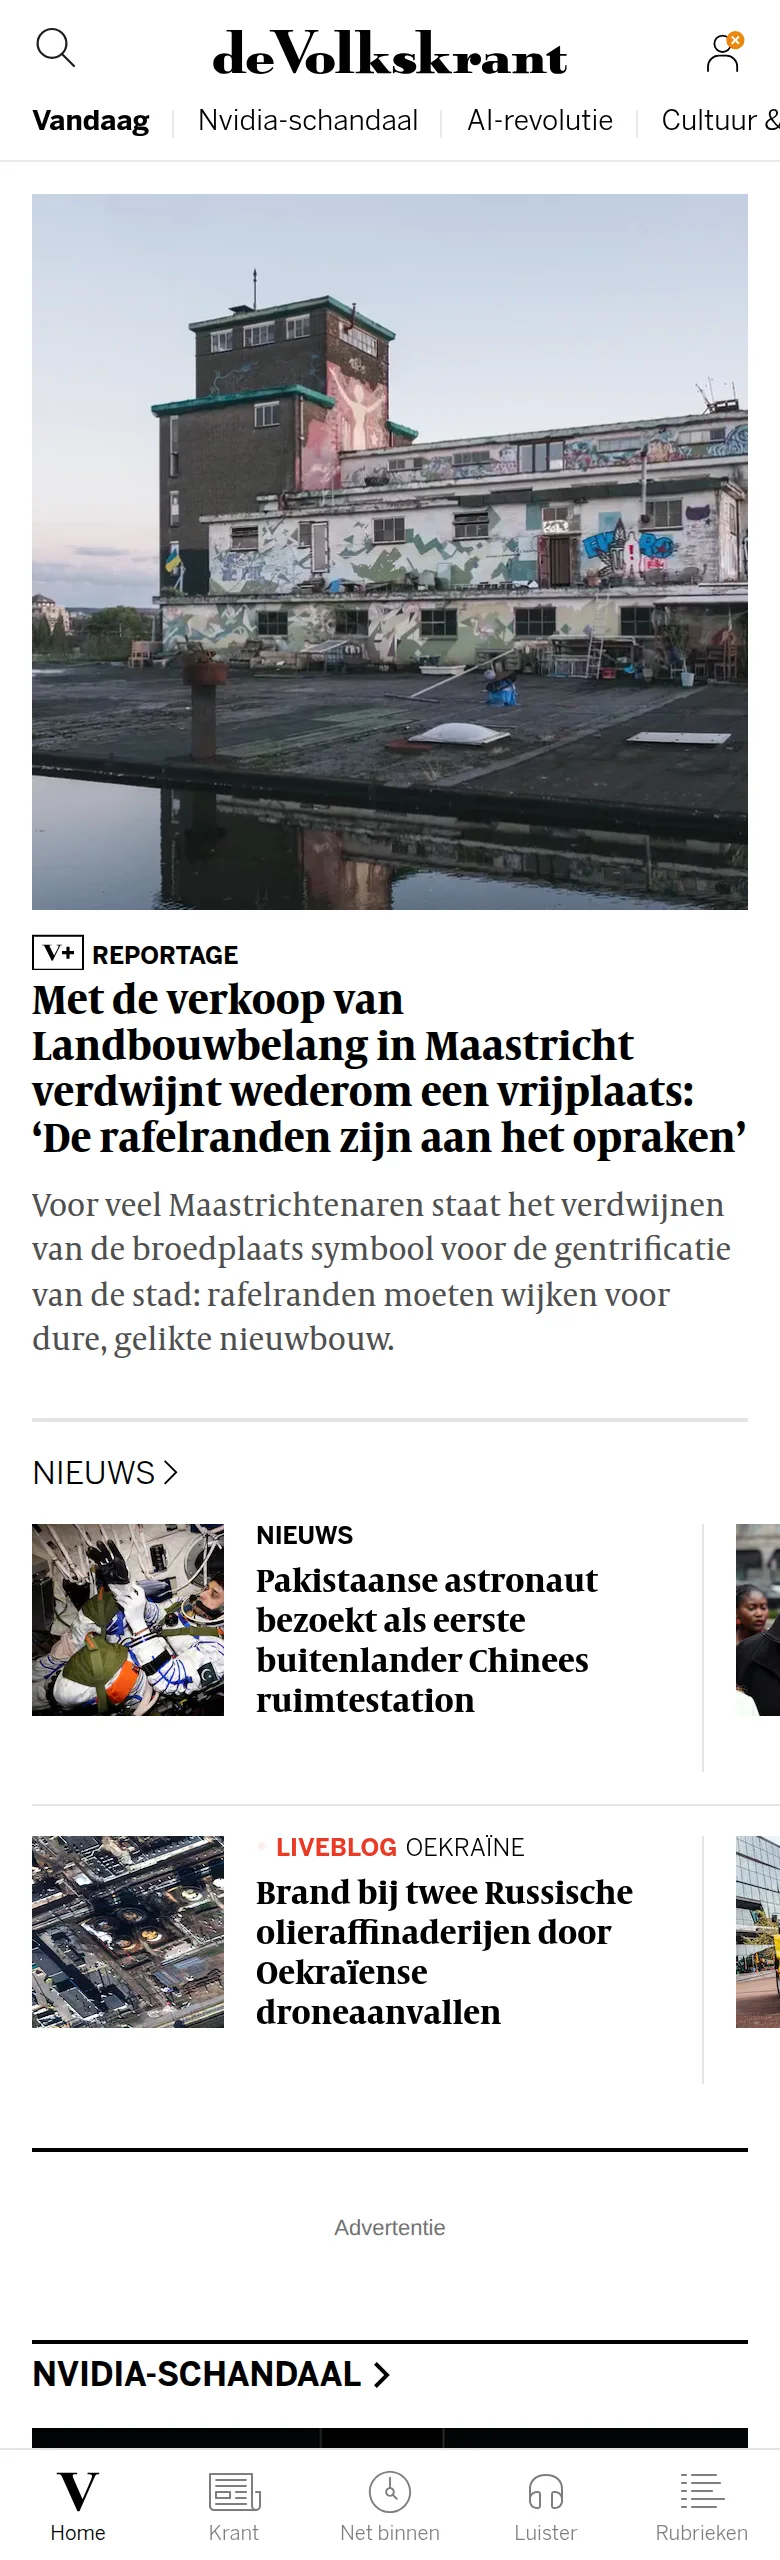 deVolkskrant
Vandaag Nvidia-schandaal AI-revolutie Cultuur &
V+ REPORTAGE
Met de verkoop van
Landbouwbelang in Maastricht
verdwijnt wederom een vrijplaats:
‘De rafelranden zijn aan het opraken’
Voor veel Maastrichtenaren staat het verdwijnen
van de broedplaats symbool voor de gentrificatie
van de stad: rafelranden moeten wijken voor
dure, gelikte nieuwbouw.
NIEUWS
NIEUWS
Pakistaanse astronaut
bezoekt als eerste
buitenlander Chinees
ruimtestation
LIVEBLOG OEKRAÏNE
Brand bij twee Russische
olieraffinaderijen door
Oekraïense
droneaanvallen
Advertentie
NVIDIA-SCHANDAAL
V
Home Krant Net binnen Luister Rubrieken